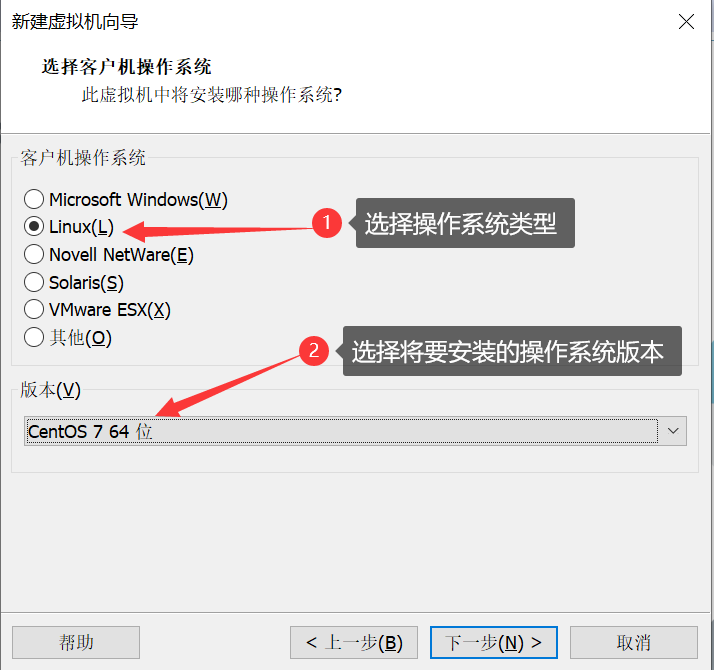 新建虚拟机向导
选择客户机操作系统
此虚拟机中将安装哪种操作系统?
客户机操作系统
Microsoft Windows(W)
Linux(L)
1 选择操作系统类型
Novell NetWare(E)
Solaris(S)
VMware ESX(X)
其他(O)
2 选择将要安装的操作系统版本
版本(V)
CentOS 7 64 位
帮助
< 上一步(B)
下一步(N) >
取消